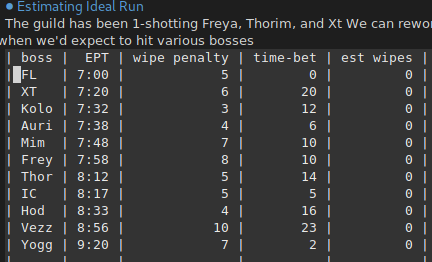 Estimating Ideal Run
The guild has been 1-shotting Freya, Thorim, and Xt We can rewor
when we'd expect to hit various bosses
| boss | EPT | wipe penalty | time-bet | est wipes |
| FL | 7:00 | 5 | 0 | 0 |
| XT | 7:20 | 6 | 20 | 0 |
| Kolo | 7:32 | 3 | 12 | 0 |
| Auri | 7:38 | 4 | 6 | 0 |
| Mim | 7:48 | 7 | 10 | 0 |
| Frey | 7:58 | 8 | 10 | 0 |
| Thor | 8:12 | 5 | 14 | 0 |
| IC | 8:17 | 5 | 5 | 0 |
| Hod | 8:33 | 4 | 16 | 0 |
| Vezz | 8:56 | 10 | 23 | 0 |
| Yogg | 9:20 | 7 | 2 | 0 |